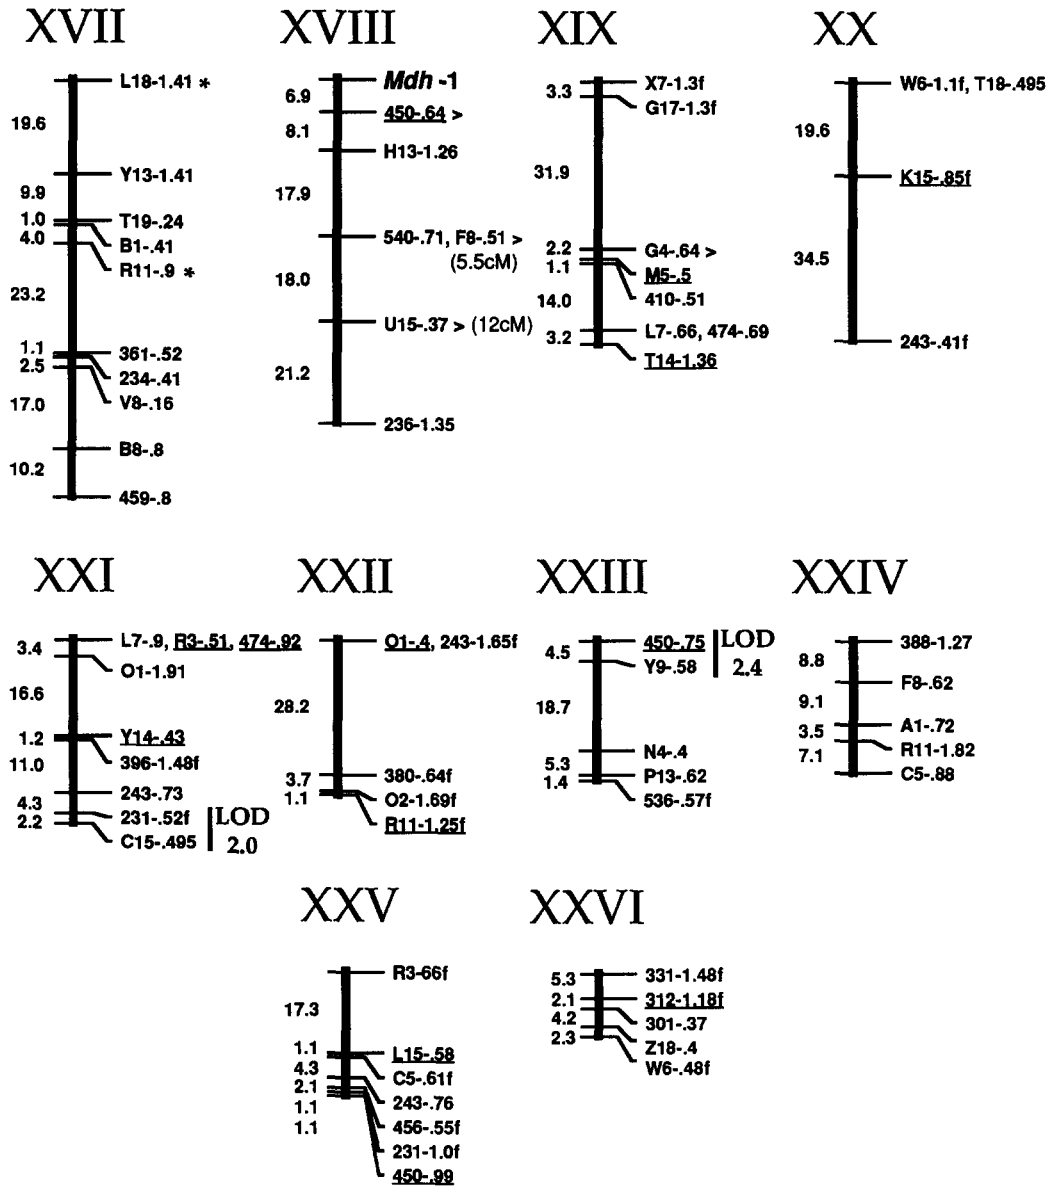 XVII
19.6
9.9
1.0
4.0
23.2
1.1
2.5
17.0
10.2
L18-1.41 *
Y13-1.41
T19-.24
B1-.41
R11-.9 *
361-.52
234-.41
V8-.16
B8-.8
459-.8
XVIII
6.9
8.1
17.9
18.0
21.2
Mdh -1
450-.64 >
H13-1.26
540-.71, F8-.51 >
(5.5cM)
U15-.37 > (12cM)
236-1.35
XIX
3.3
31.9
2.2
1.1
14.0
3.2
X7-1.3f
G17-1.3f
G4-.64 >
M5-.5
410-.51
L7-.66, 474-.69
T14-1.36
XX
19.6
34.5
W6-1.1f, T18-.495
K15-.85f
243-.41f
XXI
3.4
16.6
1.2
11.0
4.3
2.2
L7-.9, R3-.51, 474-.92
O1-1.91
Y14-.43
396-1.48f
243-.73
231-.52f
C15-.495
LOD
2.0
XXII
28.2
3.7
1.1
O1-.4, 243-1.65f
380-.64f
O2-1.69f
R11-1.25f
XXIII
4.5
18.7
5.3
1.4
450-.75
Y9-.58
N4-.4
P13-.62
536-.57f
LOD
2.4
XXIV
8.8
9.1
3.5
7.1
388-1.27
F8-.62
A1-.72
R11-1.82
C5-.88
XXV
17.3
1.1
4.3
2.1
1.1
1.1
R3-66f
L15-.58
C5-.61f
243-.76
456-.55f
231-1.0f
450-.99
XXVI
5.3
2.1
4.2
2.3
331-1.48f
312-1.18f
301-.37
Z18-.4
W6-.48f